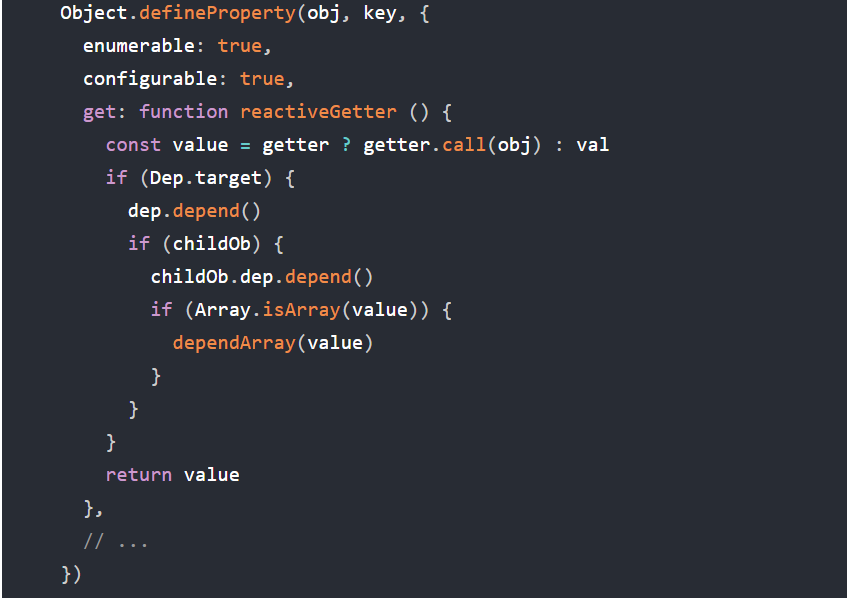 Object.defineProperty(obj, key, {
  enumerable: true,
  configurable: true,
  get: function reactiveGetter () {
    const value = getter ? getter.call(obj) : val
    if (Dep.target) {
      dep.depend()
      if (childOb) {
        childOb.dep.depend()
        if (Array.isArray(value)) {
          dependArray(value)
        }
      }
    }
    return value
  },
  // ...
})